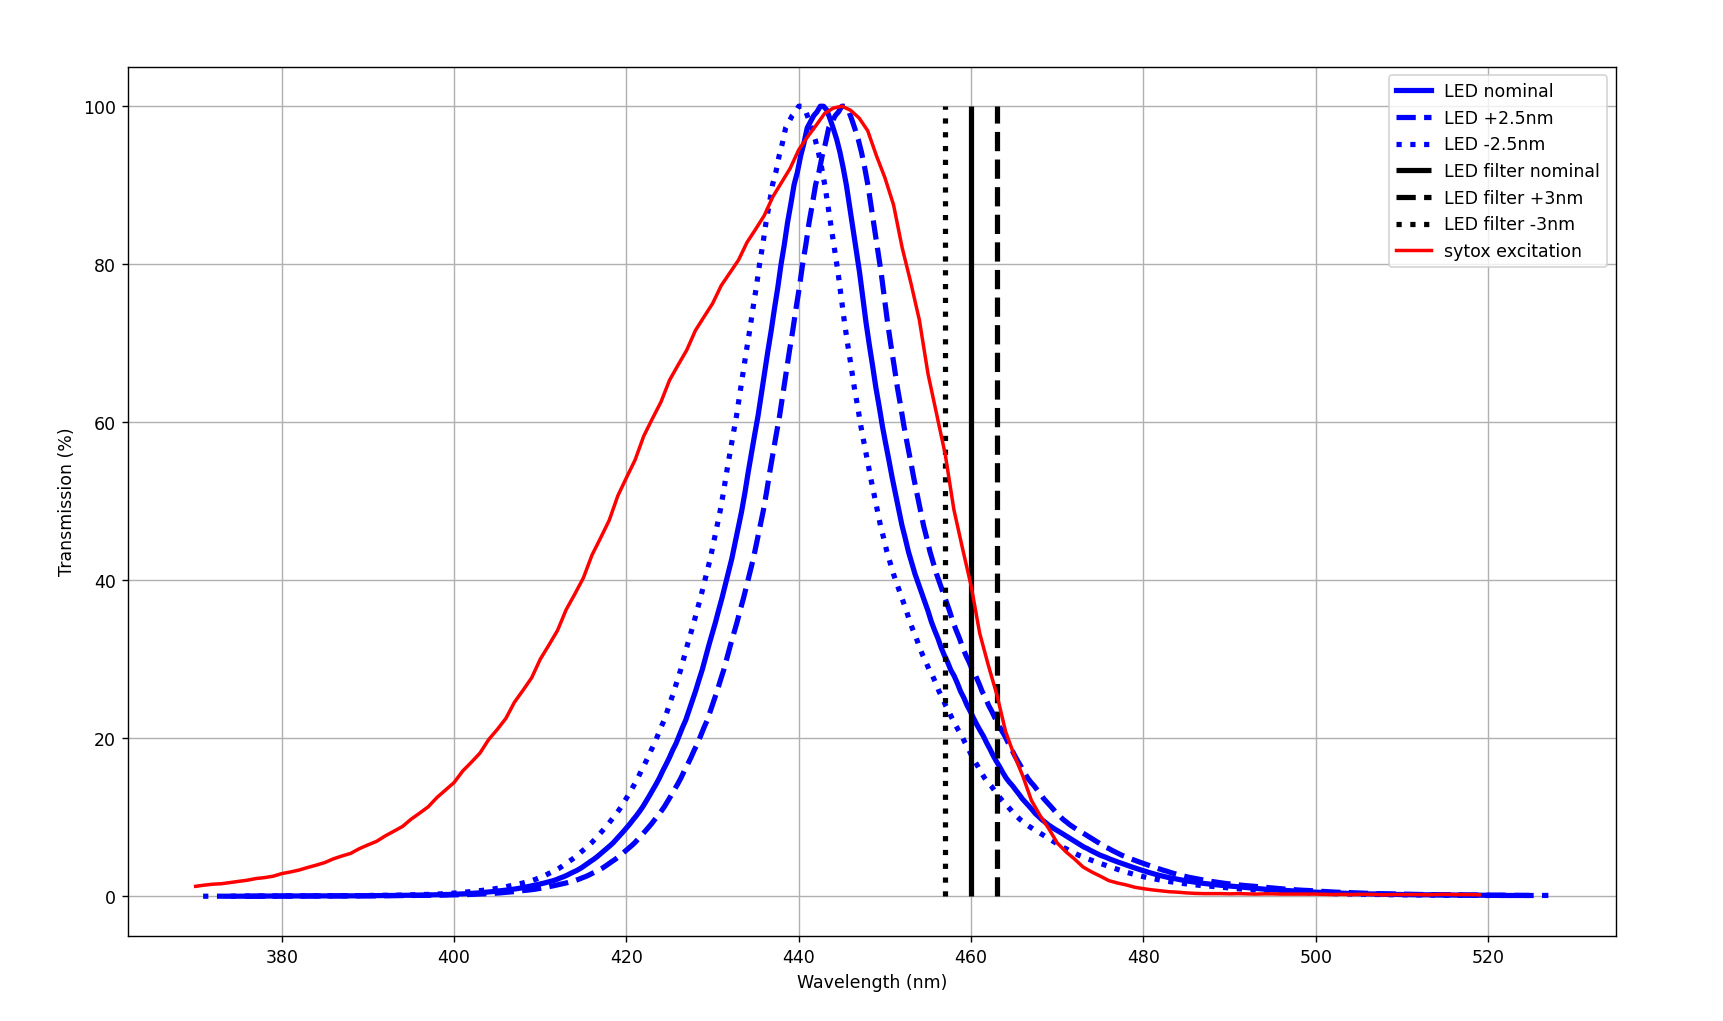 LED nominal
LED +2.5nm
LED -2.5nm
LED filter nominal
LED filter +3nm
LED filter -3nm
sytox excitation
100
80
60
40
20
0
Transmission (%)
380 400 420 440 460 480 500 520
Wavelength (nm)